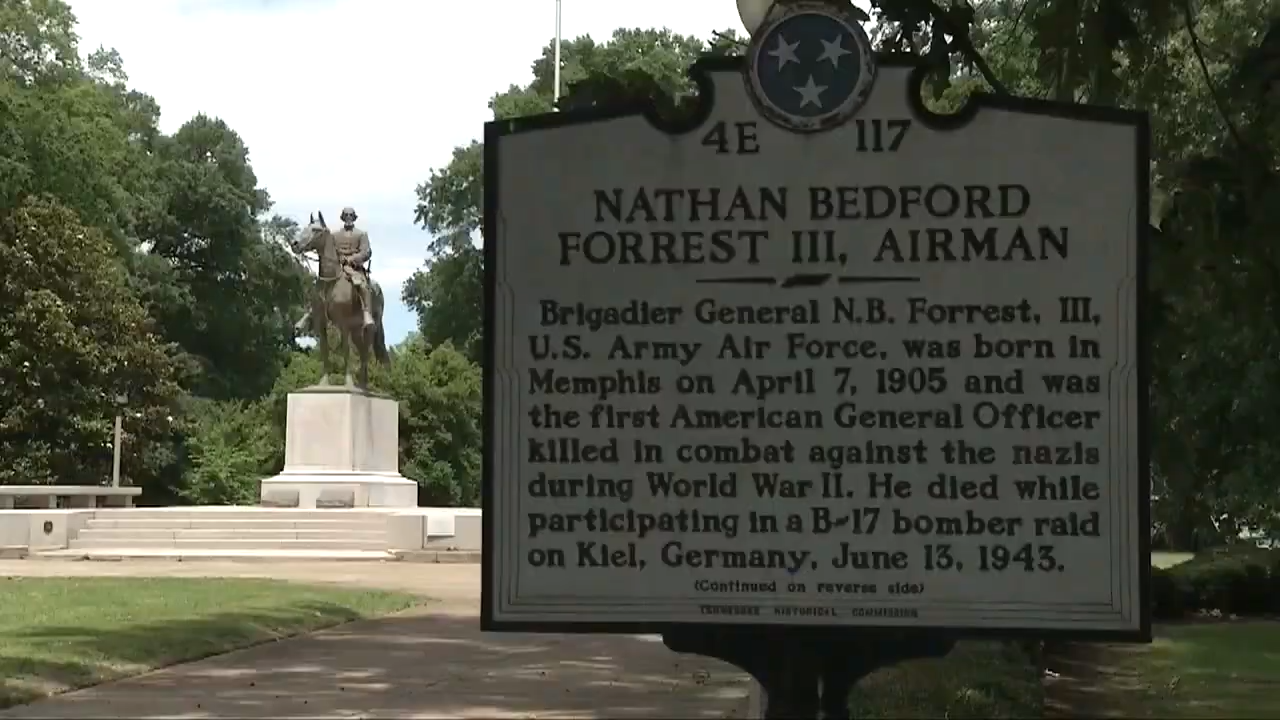 4E 117
NATHAN BEDFORD
FORREST III, AIRMAN
Brigadier General N.B. Forrest, III,
U.S. Army Air Force, was born in
Memphis on April 7, 1905 and was
the first American General Officer
killed in combat against the nazis
during World War II. He died while
participating in a B-17 bomber raid
on Kiel, Germany, June 13, 1943.
(Continued on reverse side)
TENNESSEE HISTORICAL COMMISSION